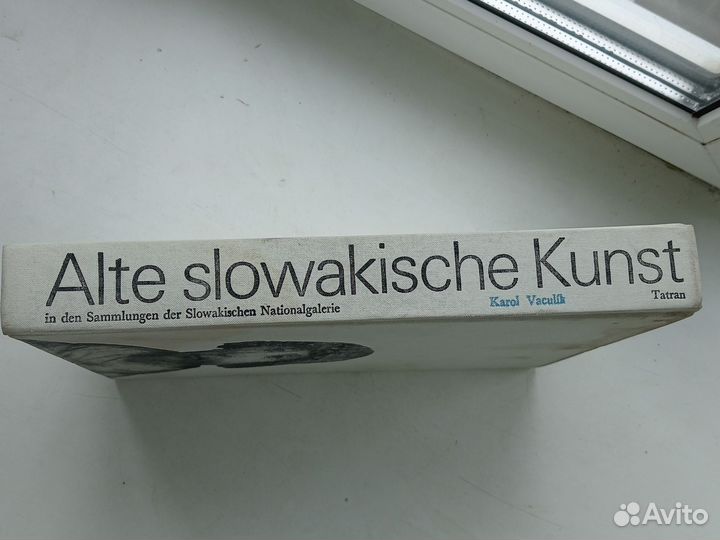 Alte slowakische Kunst
in den Sammlungen der Slowakischen Nationalgalerie
Karol Vaculík
Tatran
Avito